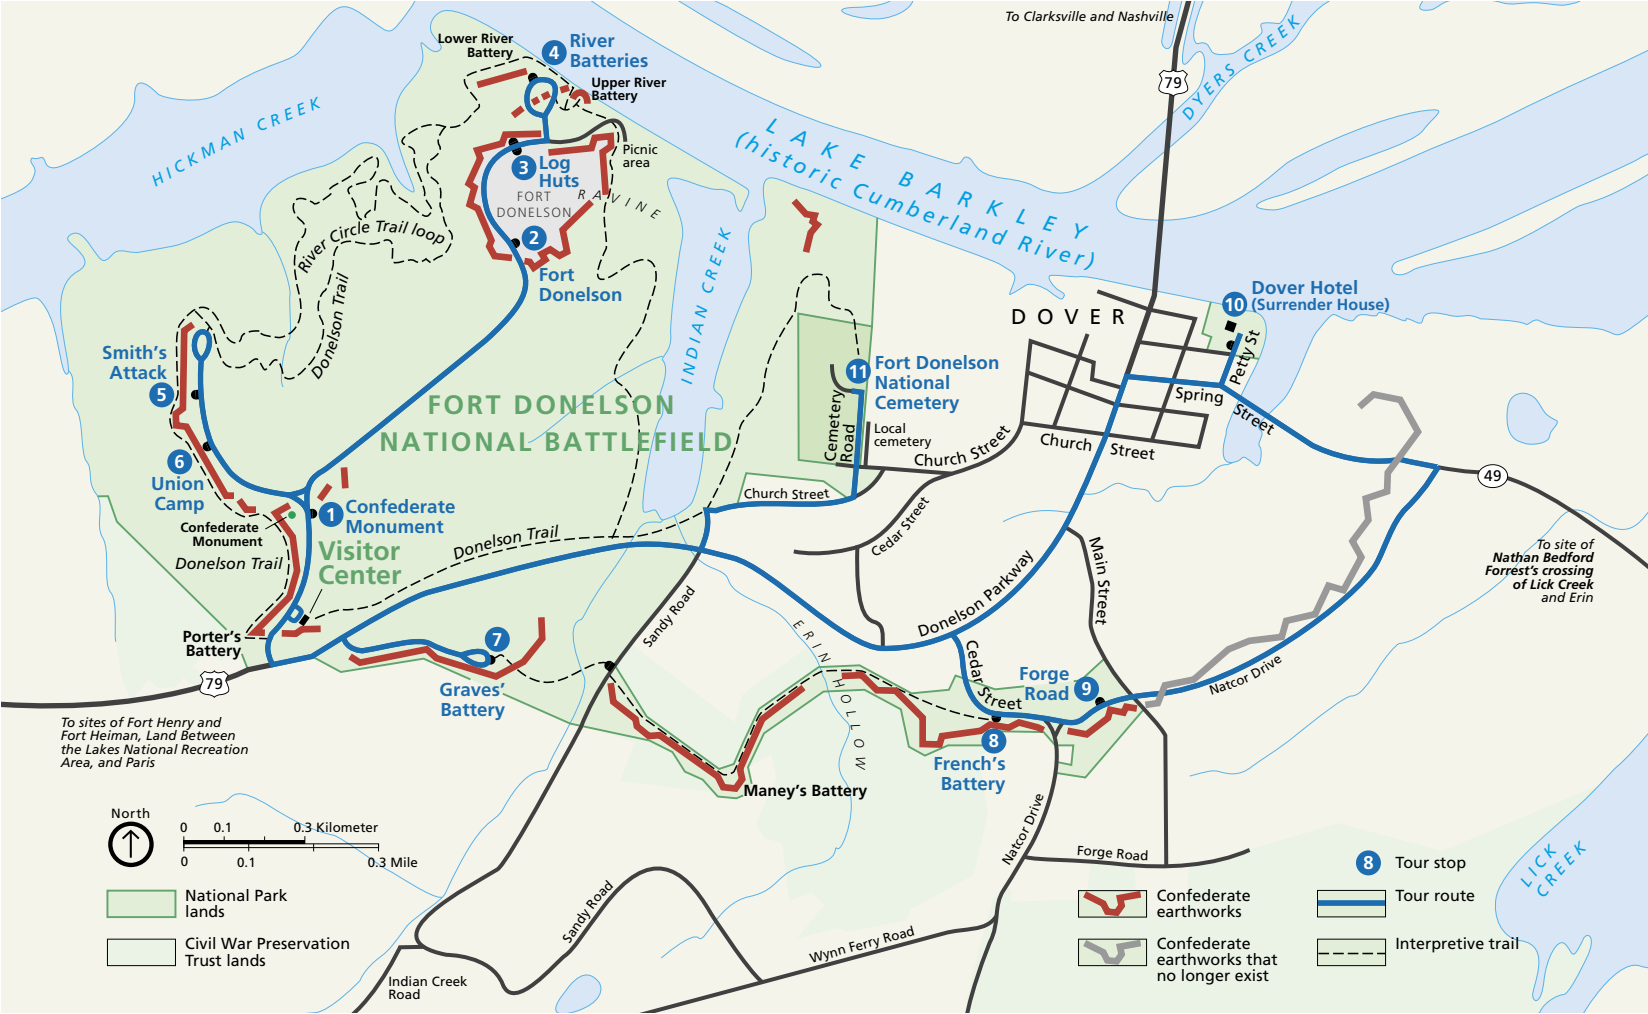 To Clarksville and Nashville
79
DYERS CREEK
Lower River
Battery
4
River
Batteries
Upper River
Battery
HICKMAN CREEK
LAKE BARKLEY
(historic Cumberland River)
Picnic
area
3
Log
Huts
FORT
DONELSON
RAVINE
2
Fort
Donelson
River Circle Trail loop
Donelson Trail
INDIAN CREEK
DOVER
10
Dover Hotel
(Surrender House)
Petty St
Spring
Street
Smith's
Attack
5
11
Fort Donelson
National
Cemetery
Cemetery
Road
Local
cemetery
Church Street
Church Street
Church Street
FORT DONELSON
NATIONAL BATTLEFIELD
6
Union
Camp
1
Confederate
Monument
Confederate
Monument
Visitor
Center
Donelson Trail
Donelson Trail
Cedar Street
49
To site of
Nathan Bedford
Forrest's crossing
of Lick Creek
and Erin
Main Street
Donelson Parkway
Sandy Road
ERIN HOLLOW
Porter's
Battery
79
7
Graves'
Battery
Cedar Street
Forge
Road
9
Natcor Drive
8
French's
Battery
Maney's Battery
To sites of Fort Henry and
Fort Heiman, Land Between
the Lakes National Recreation
Area, and Paris
Natcor Drive
Forge Road
LICK
CREEK
Sandy Road
Wynn Ferry Road
Indian Creek
Road
North
0
0.1
0.3 Kilometer
0
0.1
0.3 Mile
National Park
lands
Civil War Preservation
Trust lands
8
Tour stop
Confederate
earthworks
Tour route
Confederate
earthworks that
no longer exist
Interpretive trail